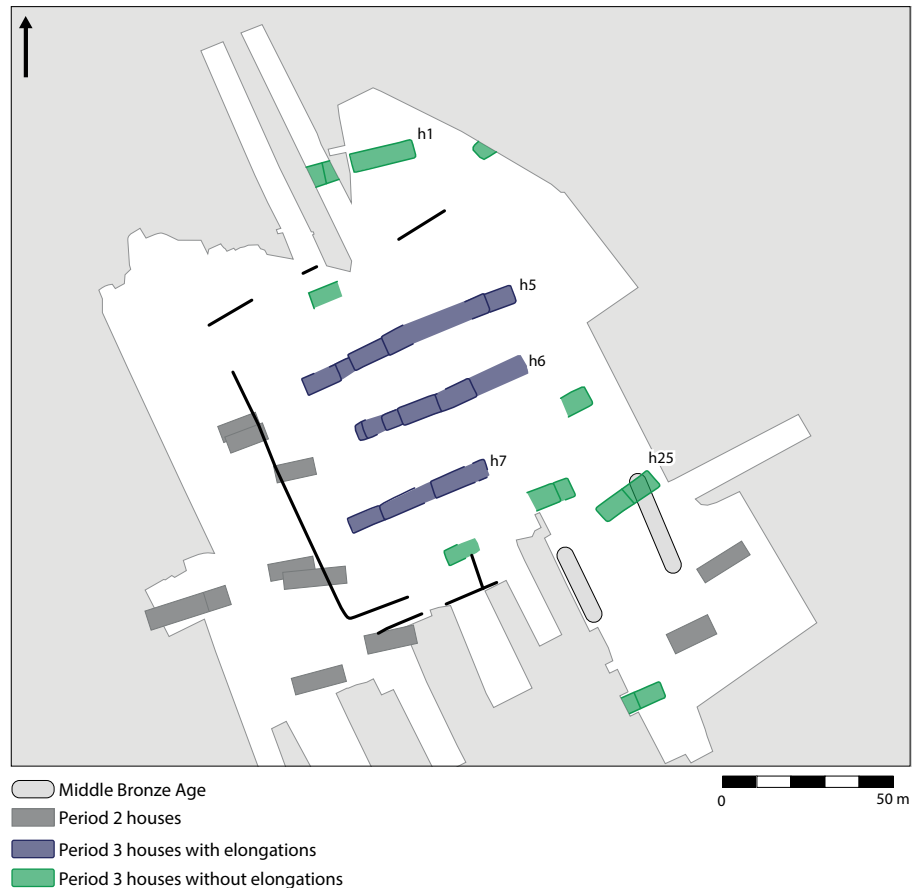 h1
h5
h6
h25
h7
Middle Bronze Age
Period 2 houses
Period 3 houses with elongations
Period 3 houses without elongations
0
50 m